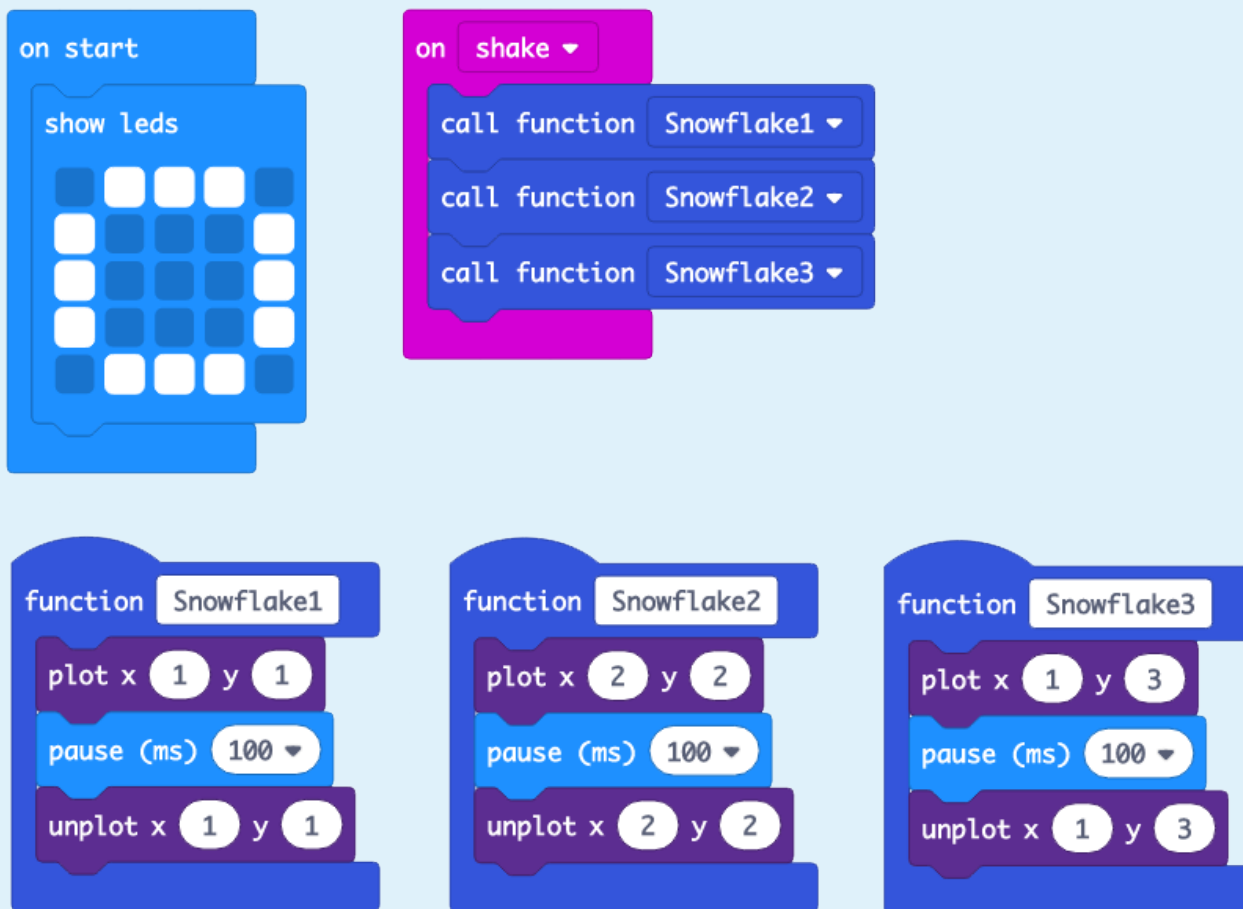 on start
show leds
on shake
call function Snowflake1
call function Snowflake2
call function Snowflake3
function Snowflake1
plot x 1 y 1
pause (ms) 100
unplot x 1 y 1
function Snowflake2
plot x 2 y 2
pause (ms) 100
unplot x 2 y 2
function Snowflake3
plot x 1 y 3
pause (ms) 100
unplot x 1 y 3